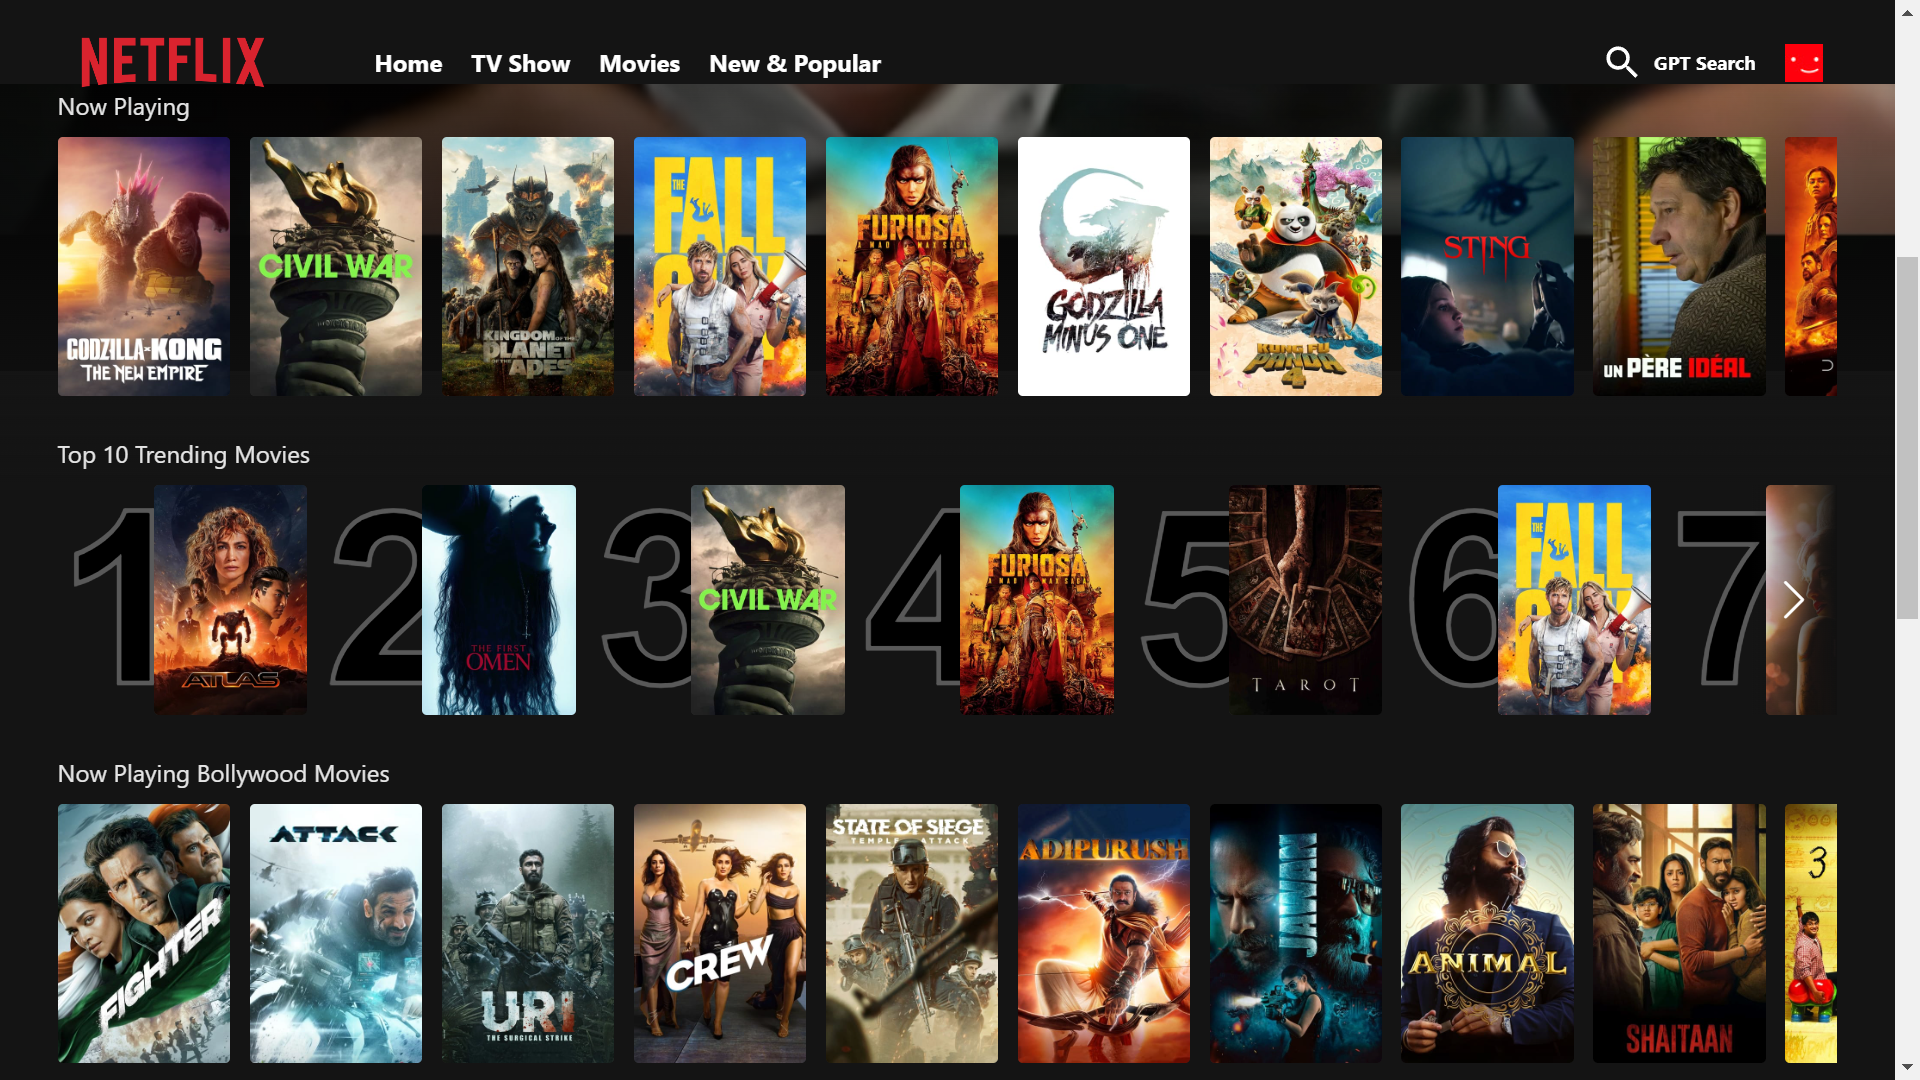 NETFLIX
Home
TV Show
Movies
New & Popular
GPT Search
Now Playing
GODZILLA x KONG
THE NEW EMPIRE
CIVIL WAR
KINGDOM
PLANET
APES
THE
FALL
GUY
FURIOSA
A MAD MAX SAGA
GODZILLA
MINUS ONE
KUNG FU
PANDA
4
STING
UN PÈRE IDÉAL
Top 10 Trending Movies
1
ATLAS
2
THE FIRST
OMEN
3
CIVIL WAR
4
FURIOSA
A MAD MAX SAGA
5
TAROT
6
THE
FALL
GUY
7
Now Playing Bollywood Movies
FIGHTER
ATTACK
URI
THE SURGICAL STRIKE
CREW
STATE OF SIEGE
TEMPLE ATTACK
ADIPURUSH
JAWAN
ANIMAL
SHAITAAN
3